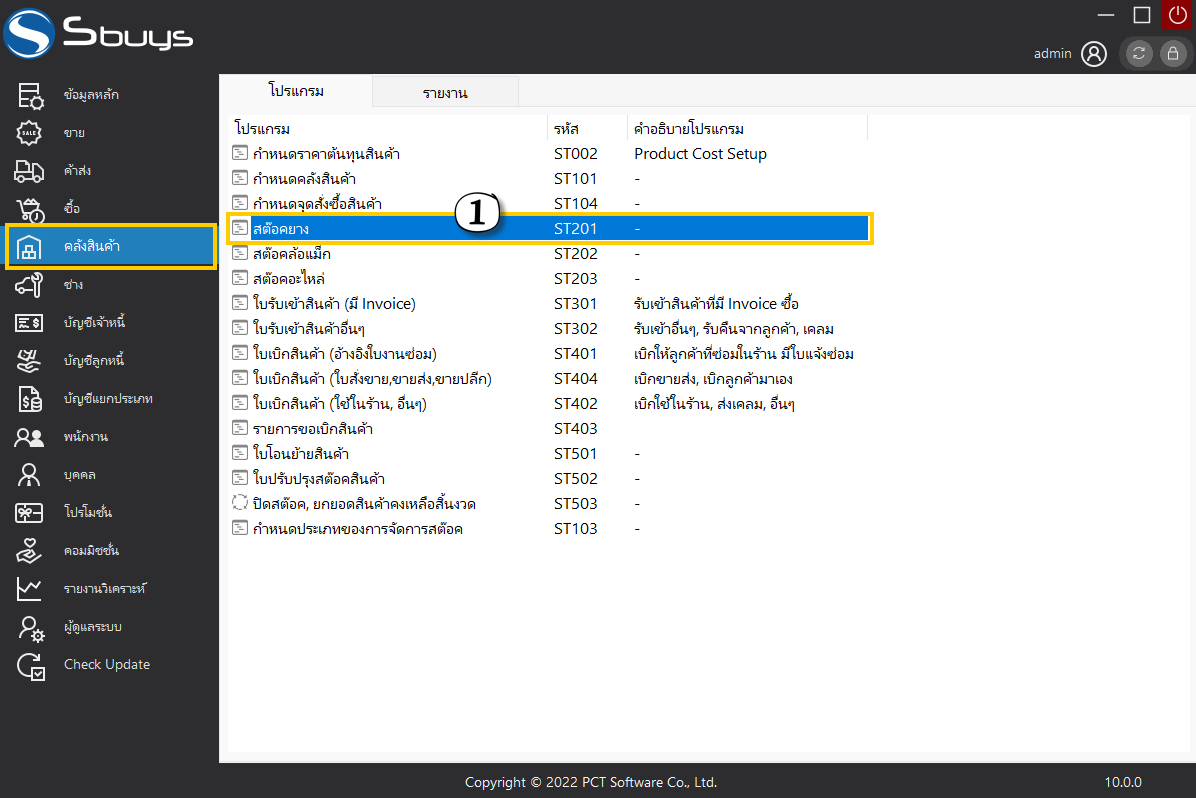 Sbuys
admin
ข้อมูลหลัก
ขาย
ค้าส่ง
ซื้อ
คลังสินค้า
ช่าง
บัญชีเจ้าหนี้
บัญชีลูกหนี้
บัญชีแยกประเภท
พนักงาน
บุคคล
โปรโมชั่น
คอมมิชชั่น
รายงานวิเคราะห์
ผู้ดูแลระบบ
Check Update
โปรแกรม รายงาน
โปรแกรม รหัส คำอธิบายโปรแกรม
กำหนดราคาต้นทุนสินค้า ST002 Product Cost Setup
กำหนดคลังสินค้า ST101 -
กำหนดจุดสั่งซื้อสินค้า ST104 -
1
สต๊อคยาง ST201 -
สต๊อคล้อแม็ก ST202 -
สต๊อคอะไหล่ ST203 -
ใบรับเข้าสินค้า (มี Invoice) ST301 รับเข้าสินค้าที่มี Invoice ซื้อ
ใบรับเข้าสินค้าอื่นๆ ST302 รับเข้าอื่นๆ, รับคืนจากลูกค้า, เคลม
ใบเบิกสินค้า (อ้างอิงใบงานซ่อม) ST401 เบิกให้ลูกค้าที่ซ่อมในร้าน มีใบแจ้งซ่อม
ใบเบิกสินค้า (ใบสั่งขาย,ขายส่ง,ขายปลีก) ST404 เบิกขายส่ง, เบิกลูกค้ามาเอง
ใบเบิกสินค้า (ใช้ในร้าน, อื่นๆ) ST402 เบิกใช้ในร้าน, ส่งเคลม, อื่นๆ
รายการขอเบิกสินค้า ST403
ใบโอนย้ายสินค้า ST501 -
ใบปรับปรุงสต๊อคสินค้า ST502 -
ปิดสต๊อค, ยกยอดสินค้าคงเหลือสิ้นงวด ST503 -
กำหนดประเภทของการจัดการสต๊อค ST103 -
Copyright © 2022 PCT Software Co., Ltd. 10.0.0